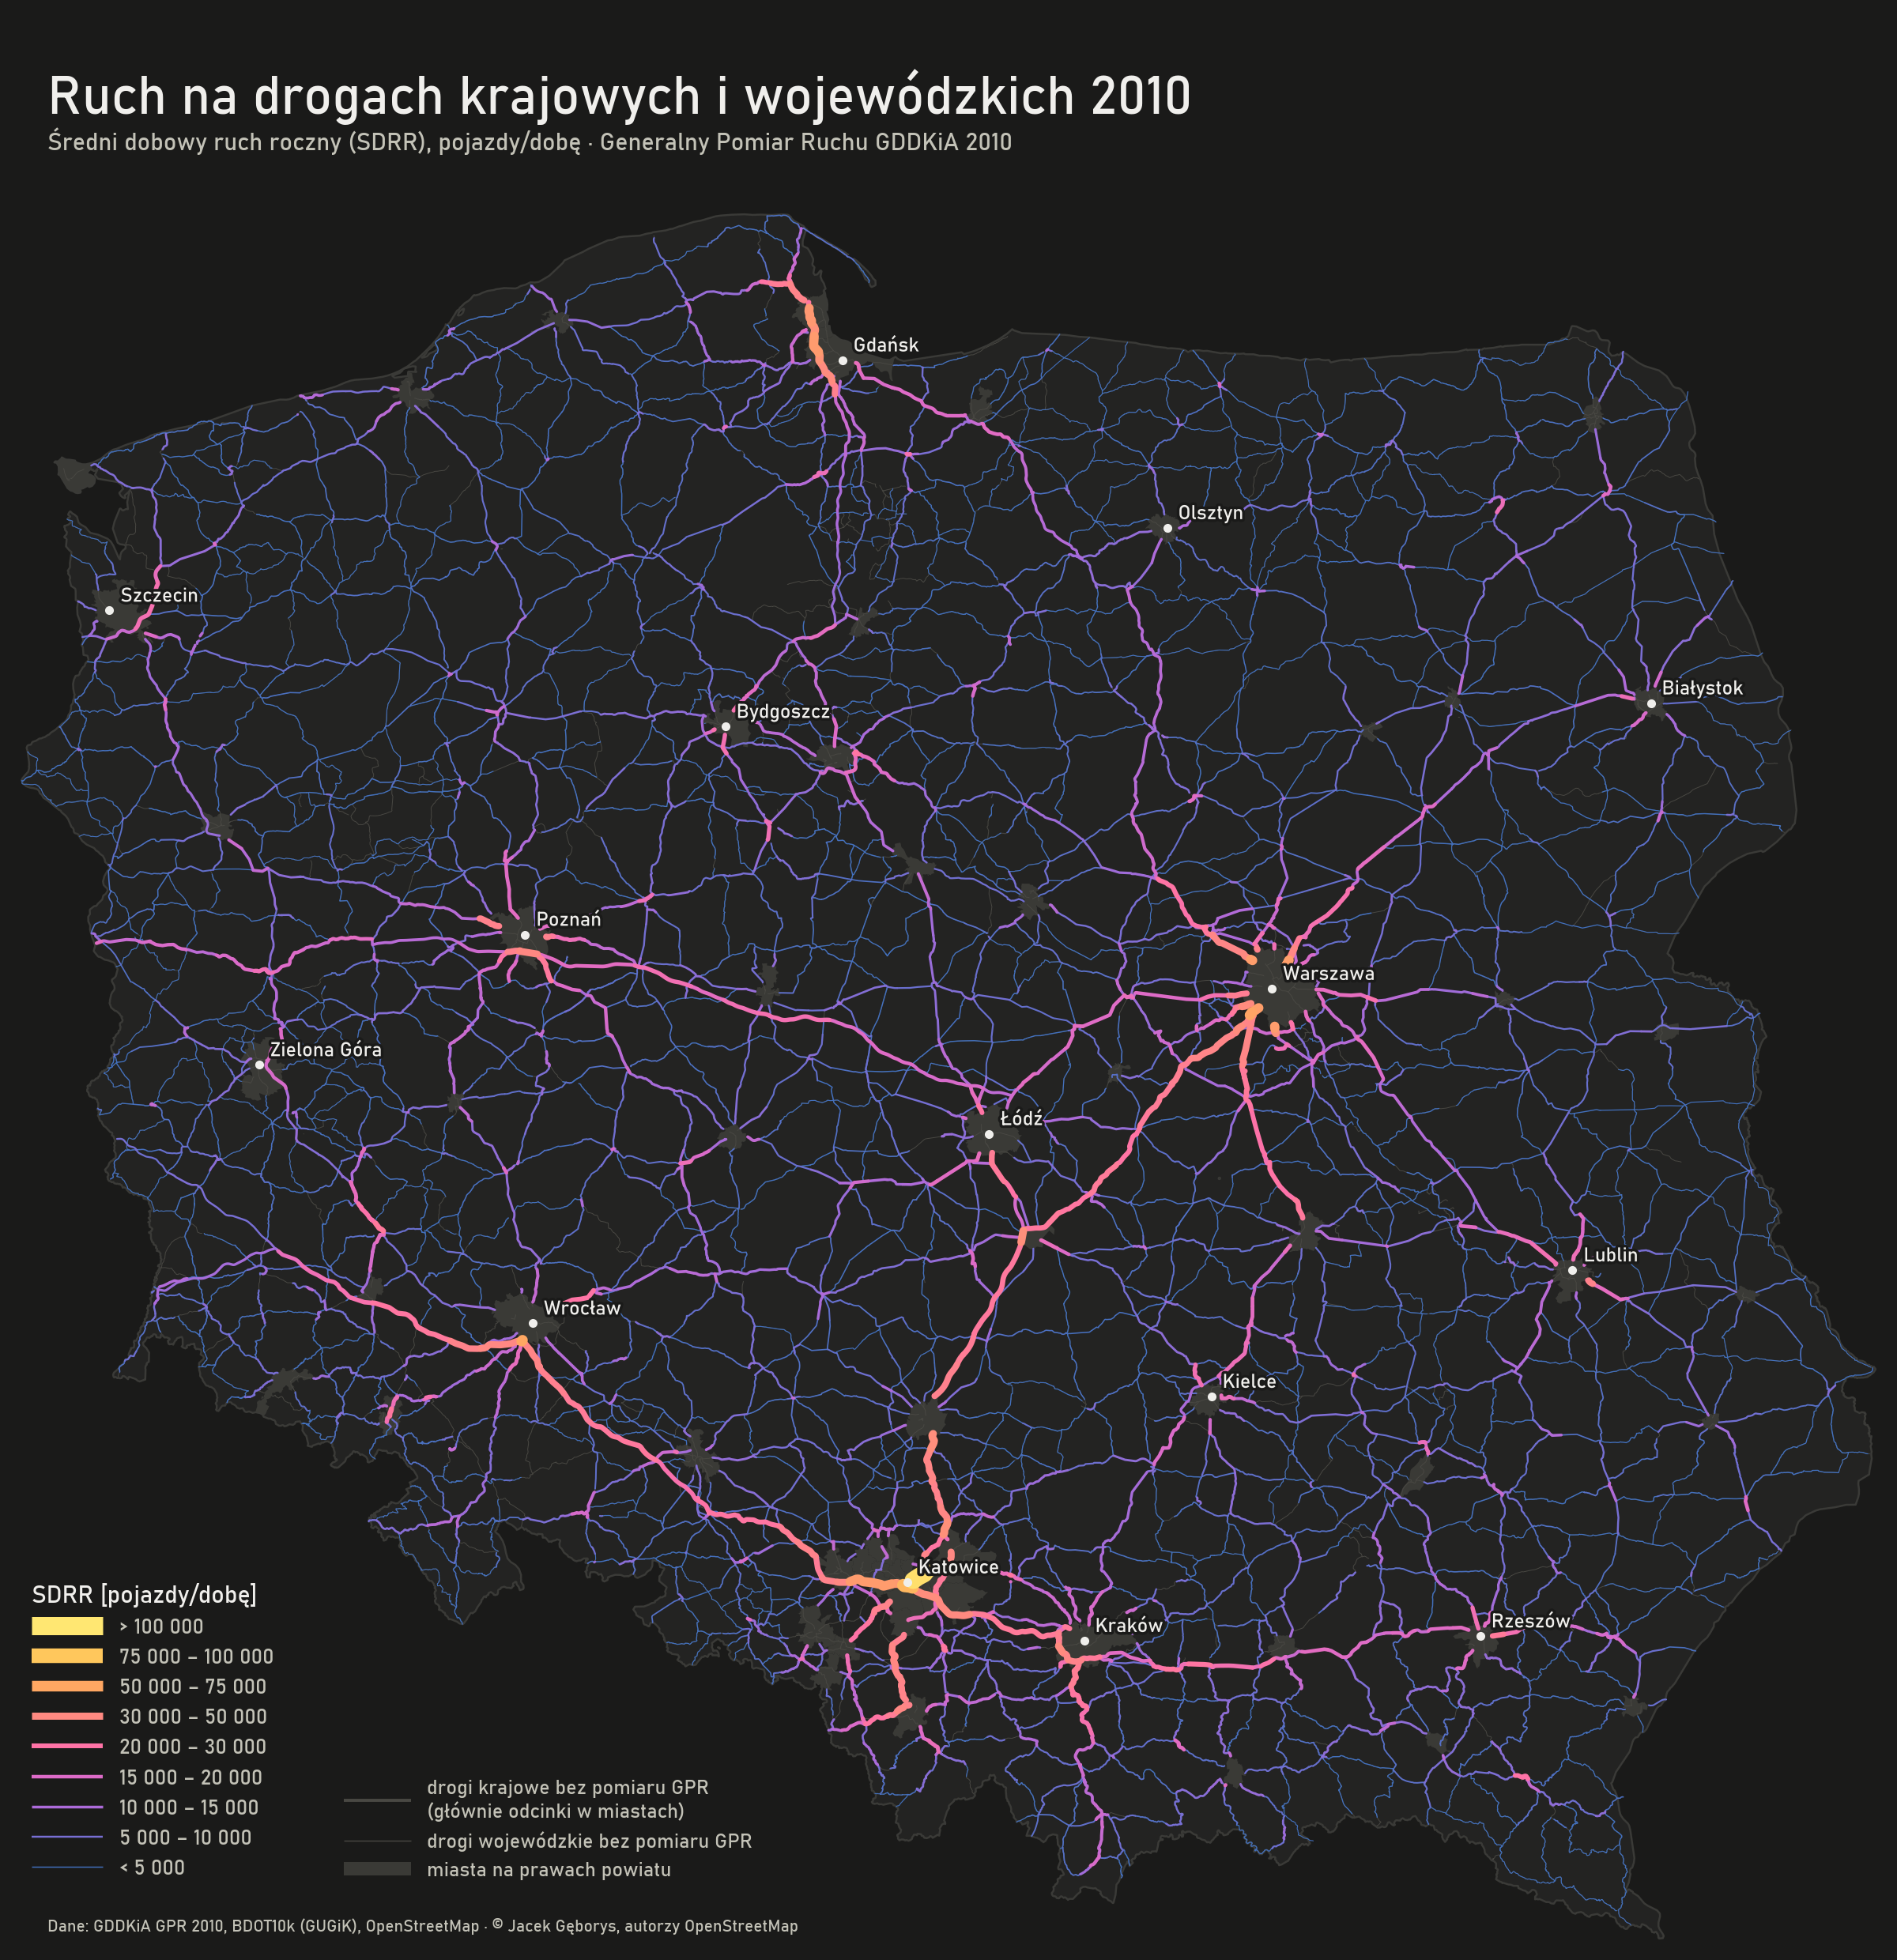 Ruch na drogach krajowych i wojewódzkich 2010
Średni dobowy ruch roczny (SDRR), pojazdy/dobę · Generalny Pomiar Ruchu GDDKiA 2010
Gdańsk
Olsztyn
Szczecin
Białystok
Bydgoszcz
Poznań
Warszawa
Zielona Góra
Łódź
Lublin
Wrocław
Kielce
Katowice
Rzeszów
Kraków
SDRR [pojazdy/dobę]
> 100 000
75 000 – 100 000
50 000 – 75 000
30 000 – 50 000
20 000 – 30 000
15 000 – 20 000
10 000 – 15 000
5 000 – 10 000
< 5 000
drogi krajowe bez pomiaru GPR
(głównie odcinki w miastach)
drogi wojewódzkie bez pomiaru GPR
miasta na prawach powiatu
Dane: GDDKiA GPR 2010, BDOT10k (GUGiK), OpenStreetMap · © Jacek Gęborys, autorzy OpenStreetMap